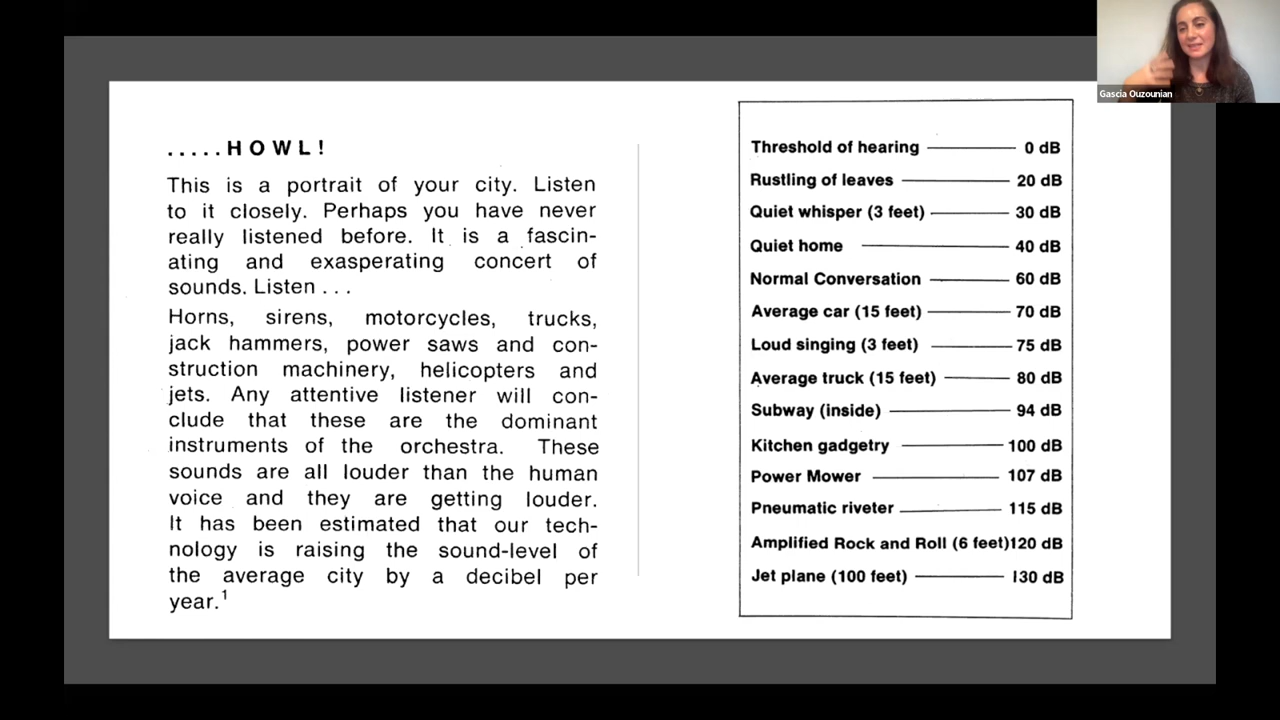 .....HOWL!
This is a portrait of your city. Listen
to it closely. Perhaps you have never
really listened before. It is a fascin-
ating and exasperating concert of
sounds. Listen . . .
Horns, sirens, motorcycles, trucks,
jack hammers, power saws and con-
struction machinery, helicopters and
jets. Any attentive listener will con-
clude that these are the dominant
instruments of the orchestra. These
sounds are all louder than the human
voice and they are getting louder.
It has been estimated that our tech-
nology is raising the sound-level of
the average city by a decibel per
year.1
Threshold of hearing 0 dB
Rustling of leaves 20 dB
Quiet whisper (3 feet) 30 dB
Quiet home 40 dB
Normal Conversation 60 dB
Average car (15 feet) 70 dB
Loud singing (3 feet) 75 dB
Average truck (15 feet) 80 dB
Subway (inside) 94 dB
Kitchen gadgetry 100 dB
Power Mower 107 dB
Pneumatic riveter 115 dB
Amplified Rock and Roll (6 feet) 120 dB
Jet plane (100 feet) 130 dB
Gascia Ouzounian